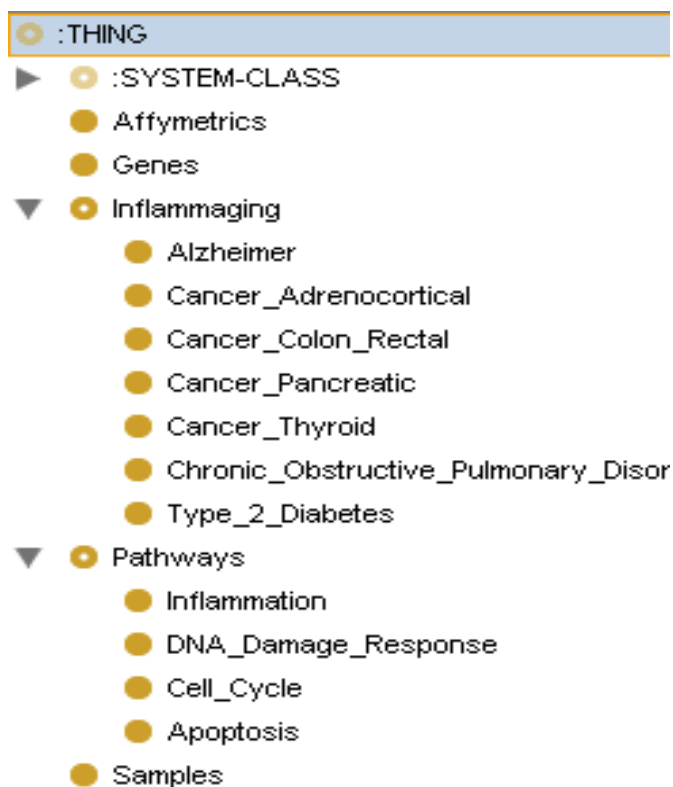 :THING
:SYSTEM-CLASS
Affymetrics
Genes
Inflammaging
Alzheimer
Cancer_Adrenocortical
Cancer_Colon_Rectal
Cancer_Pancreatic
Cancer_Thyroid
Chronic_Obstructive_Pulmonary_Disor
Type_2_Diabetes
Pathways
Inflammation
DNA_Damage_Response
Cell_Cycle
Apoptosis
Samples